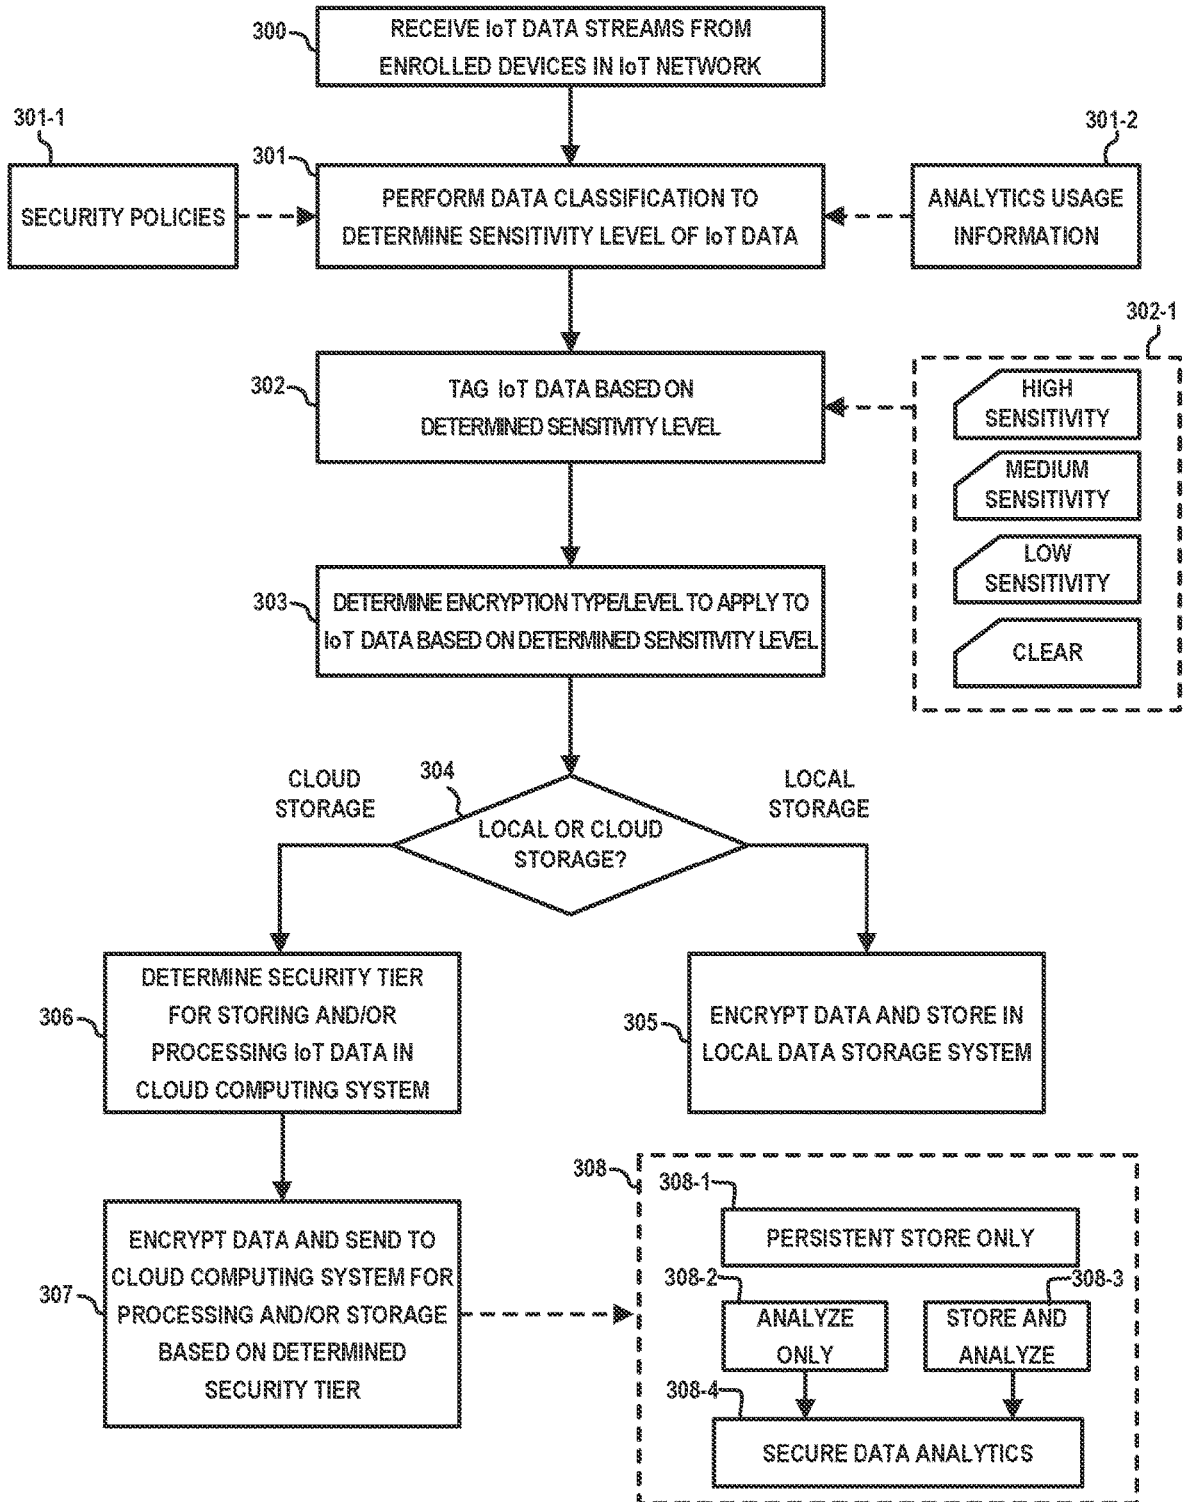 300
RECEIVE IoT DATA STREAMS FROM
ENROLLED DEVICES IN IoT NETWORK
301-1
SECURITY POLICIES
301
PERFORM DATA CLASSIFICATION TO
DETERMINE SENSITIVITY LEVEL OF IoT DATA
301-2
ANALYTICS USAGE
INFORMATION
302
TAG IoT DATA BASED ON
DETERMINED SENSITIVITY LEVEL
302-1
HIGH
SENSITIVITY
MEDIUM
SENSITIVITY
LOW
SENSITIVITY
CLEAR
303
DETERMINE ENCRYPTION TYPE/LEVEL TO APPLY TO
IoT DATA BASED ON DETERMINED SENSITIVITY LEVEL
CLOUD
STORAGE
304
LOCAL OR CLOUD
STORAGE?
LOCAL
STORAGE
306
DETERMINE SECURITY TIER
FOR STORING AND/OR
PROCESSING IoT DATA IN
CLOUD COMPUTING SYSTEM
305
ENCRYPT DATA AND STORE IN
LOCAL DATA STORAGE SYSTEM
307
ENCRYPT DATA AND SEND TO
CLOUD COMPUTING SYSTEM FOR
PROCESSING AND/OR STORAGE
BASED ON DETERMINED
SECURITY TIER
308
308-1
PERSISTENT STORE ONLY
308-2
ANALYZE
ONLY
308-3
STORE AND
ANALYZE
308-4
SECURE DATA ANALYTICS